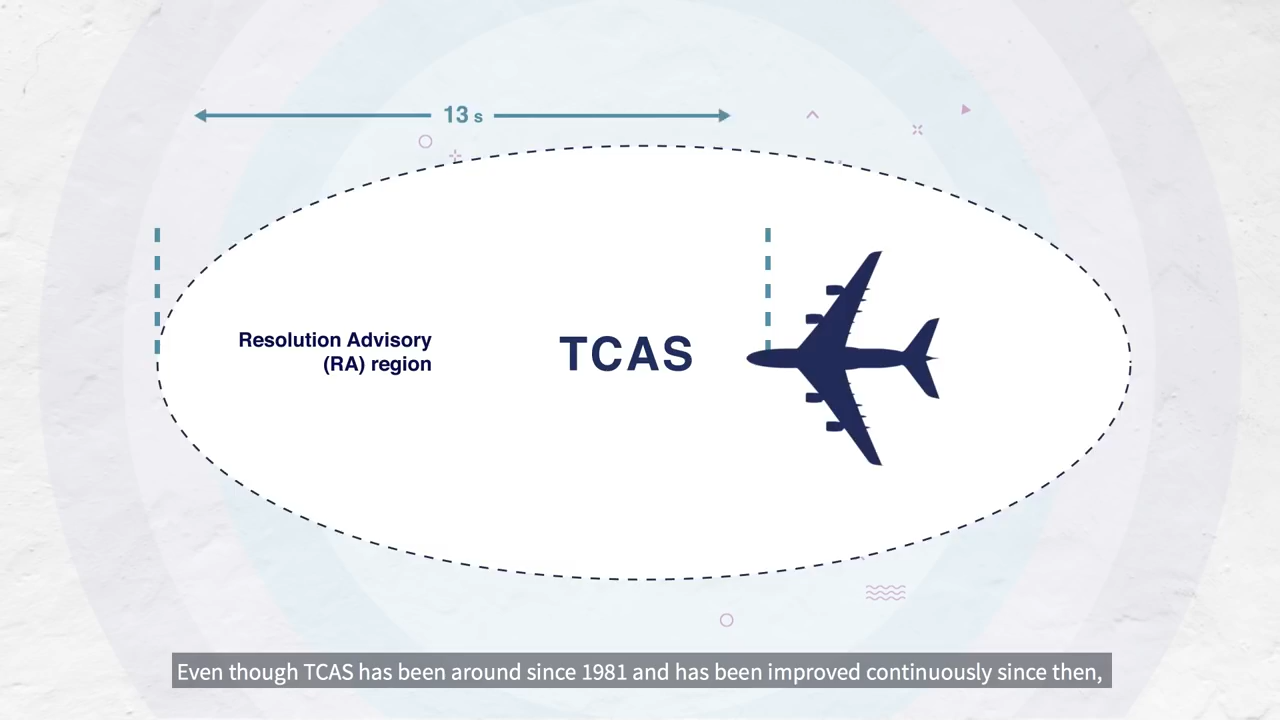 13 s
Resolution Advisory
(RA) region
TCAS
Even though TCAS has been around since 1981 and has been improved continuously since then,